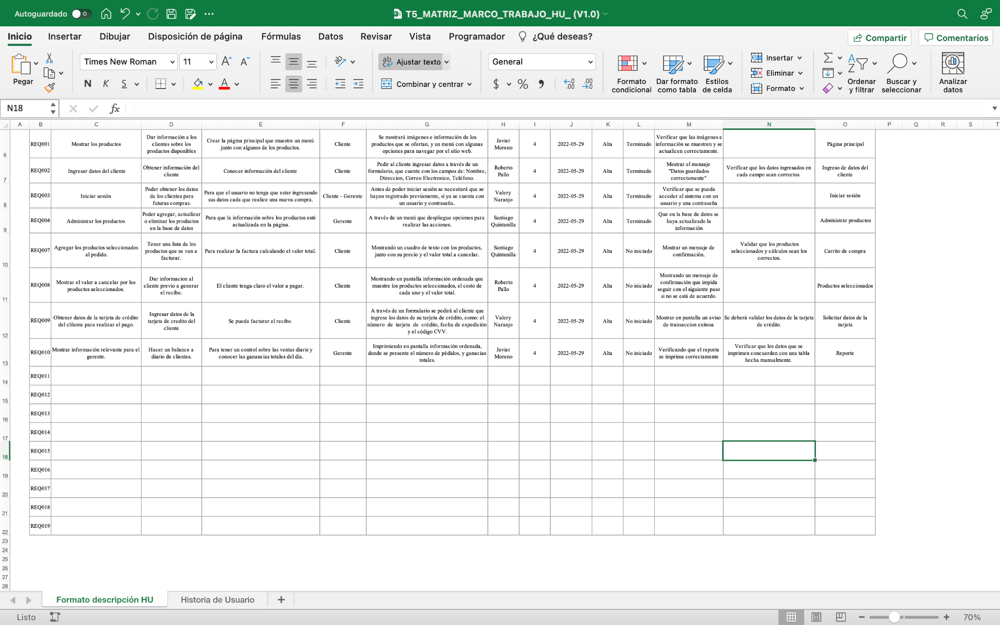 Autoguardado
T5_MATRIZ_MARCO_TRABAJO_HU_ (V1.0)
Inicio Insertar Dibujar Disposición de página Fórmulas Datos Revisar Vista Programador ¿Qué deseas? Compartir Comentarios
Pegar
Times New Roman 11
N K S
Ajustar texto
Combinar y centrar
General
$ %
Formato condicional
Dar formato como tabla
Estilos de celda
Insertar
Eliminar
Formato
Ordenar y filtrar
Buscar y seleccionar
Analizar datos
N18 fx
A B C D E F G H I J K L M N O P Q R S T
6
REQ001
Mostrar los productos
Dar información a los
clientes sobre los
productos disponibles
Crear la página principal que muestre un menú
junto con algunos de los productos.
Cliente
Se mostrará imágenes e información de los
productos que se ofertan, y un menú con algunas
opciones para navegar por el sitio web.
Javier
Moreno
4
2022-05-29
Alta
Terminado
Verificar que las imágenes e
información se muestren y se
actualicen correctamente.
Página principal
7
REQ002
Ingresar datos del cliente
Obtener información del
cliente
Conocer información del cliente
Cliente
Pedir al cliente ingresar datos a través de un
formulario, que cuente con los campos de: Nombre,
Direccion, Correo Electronico, Teléfono.
Roberto
Pallo
4
2022-05-29
Alta
Terminado
Mostrar el mensaje
"Datos guardados
correctamente"
Verificar que los datos ingresados en
cada campo sean correctos.
Ingreso de datos del
cliente
8
REQ003
Iniciar sesión
Poder obtener los datos
de los clientes para
futuras compras.
Para que el usuario no tenga que estar ingresando
sus datos cada que realice una nueva compra.
Cliente - Gerente
Antes de poder iniciar sesión se necesitará que se
hayan registrado previamente, sí ya se cuenta con
un usuario y contraseña.
Valery
Naranjo
4
2022-05-29
Alta
Terminado
Verificar que se pueda
acceder al sistema con un
usuario y una contraseña
Iniciar sesión
9
REQ004
Administrar los productos
Poder agregar, actualizar
o eliminar los productos
en la base de datos
Para que la información sobre los productos esté
actualizada en la página.
Gerente
A través de un menú que despliegue opciones para
realizar las acciones.
Santiago
Quintanilla
4
2022-05-29
Alta
Terminado
Que en la base de datos se
haya actualizado la
información
Administrar productos
10
REQ007
Agregar los productos seleccionados
al pedido.
Tener una lista de los
productos que se van a
facturar.
Para realizar la factura calculando el valor total.
Cliente
Mostrando un cuadro de texto con los productos,
junto con su precio y el valor total a cancelar.
Santiago
Quintanilla
4
2022-05-29
Alta
No iniciado
Mostrar un mensaje de
confirmación.
Validar que los productos
seleccionados y cálculos sean los
correctos.
Carrito de compra
11
REQ008
Mostrar el valor a cancelar por los
productos seleccionados.
Dar informacion al
cliente previo a generar
el recibo.
El cliente tenga claro el valor a pagar.
Cliente
Mostrando en pantalla información ordenada que
muestre los productos seleccionados, el costo de
cada uno y el valor total.
Roberto
Pallo
4
2022-05-29
Alta
No iniciado
Mostrando un mensaje de
confirmación que impida
seguir con el siguiente paso
si no se está de acuerdo.
Productos seleccionados
12
REQ009
Obtener datos de la tarjeta de crédito
del clilente para realizar el pago.
Ingresar datos de la
tarjeta de credito del
cliente
Se pueda facturar el recibo.
Cliente
A través de un formulario se pedirá al cliente que
ingrese los datos de su tarjeta de crédito, como: el
número de tarjeta de crédito, fecha de expedición
y el código CVV.
Valery
Naranjo
4
2022-05-29
Alta
No iniciado
Mostrar en pantalla un aviso
de transaccion exitosa
Se deberá validar los datos de la tarjeta
de crédito.
Solicitar datos de la
tarjeta
13
REQ010
Mostrar información relevante para el
gerente.
Hacer un balance a
diario de clientes.
Para tener un control sobre las ventas diaris y
conocer las ganancias totales del día.
Gerente
Imprimiendo en pantalla información ordenada,
donde se presente el número de pédidos, y ganacias
totales.
Javier
Moreno
4
2022-05-29
Alta
No iniciado
Verificando que el reporte
se imprima correctamente
Verificar que los datos que se
imprimen concuerden con una tabla
hecha manualmente.
Reporte
14 REQ011
15 REQ012
16 REQ013
17 REQ014
18 REQ015
19 REQ016
20 REQ017
21 REQ018
22 REQ019
23
24
25
26
27
28
Formato descripción HU Historia de Usuario +
Listo 70%